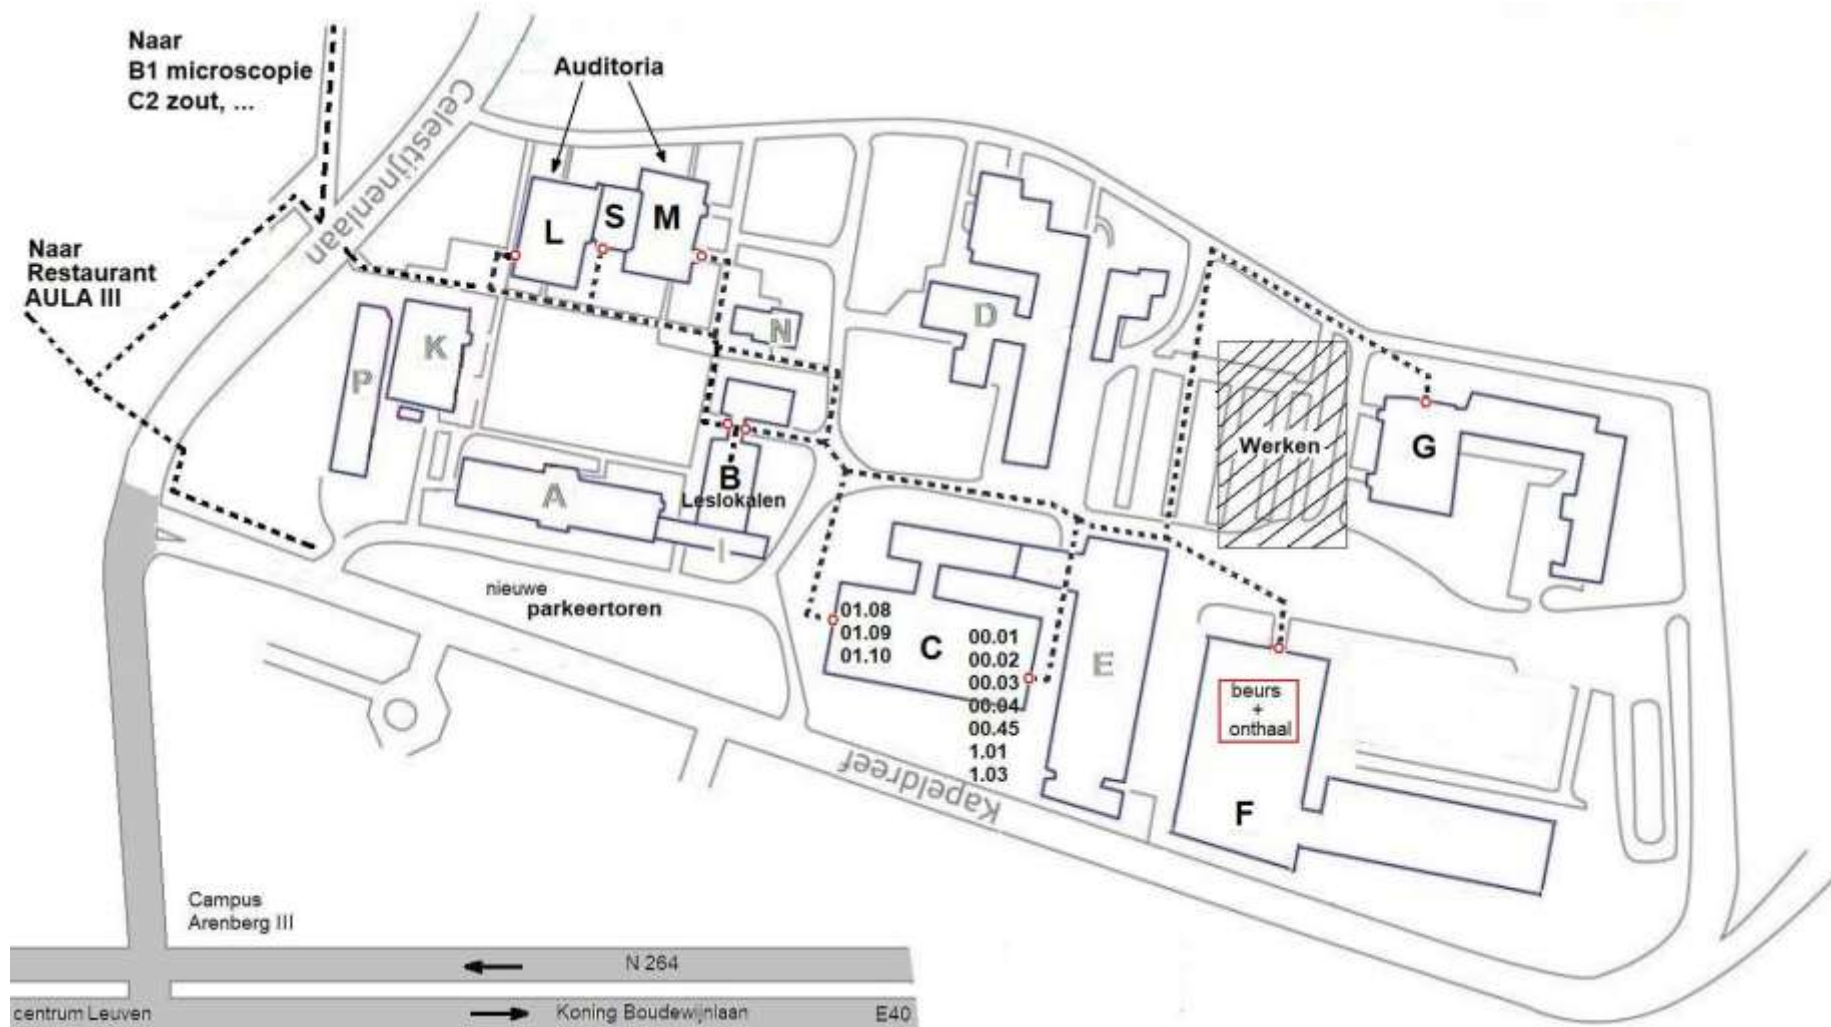 Naar
B1 microscopie
C2 zout, ...
Auditoria
Celestijnenlaan
L
S
M
Naar
Restaurant
AULA III
N
D
K
P
Werken
G
A
B
Leslokalen
I
nieuwe
parkeertoren
01.08
01.09
01.10
C
00.01
00.02
00.03
00.04
00.45
1.01
1.03
E
beurs
+
onthaal
Kapeldreef
F
Campus
Arenberg III
N 264
centrum Leuven
Koning Boudewijnlaan
E40